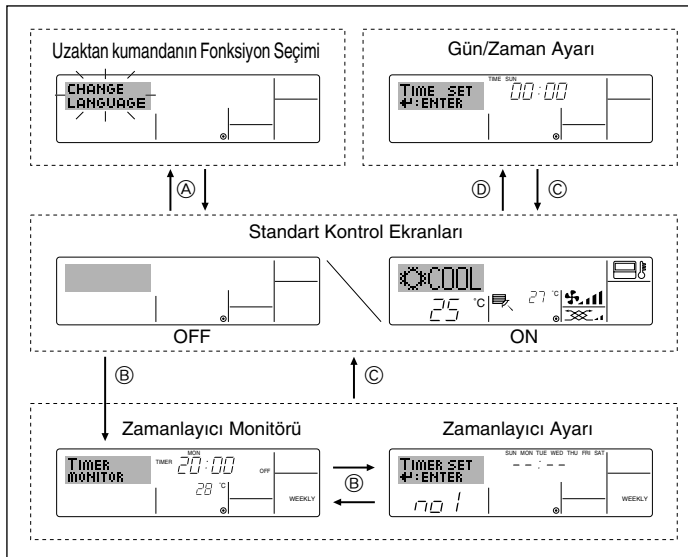 Uzaktan kumandanın Fonksiyon Seçimi
CHANGE
LANGUAGE
Gün/Zaman Ayarı
TIME SUN
TIME SET 00:00
↵:ENTER
Ⓐ
Ⓓ Ⓒ
Standart Kontrol Ekranları
COOL
25 °C 27 °C
OFF ON
Ⓑ Ⓒ
Zamanlayıcı Monitörü
MON
TIMER MONITOR TIMER 20:00 OFF
28 °C
WEEKLY
Ⓑ
Zamanlayıcı Ayarı
SUN MON TUE WED THU FRI SAT
TIMER SET --:--
↵:ENTER
no 1 WEEKLY